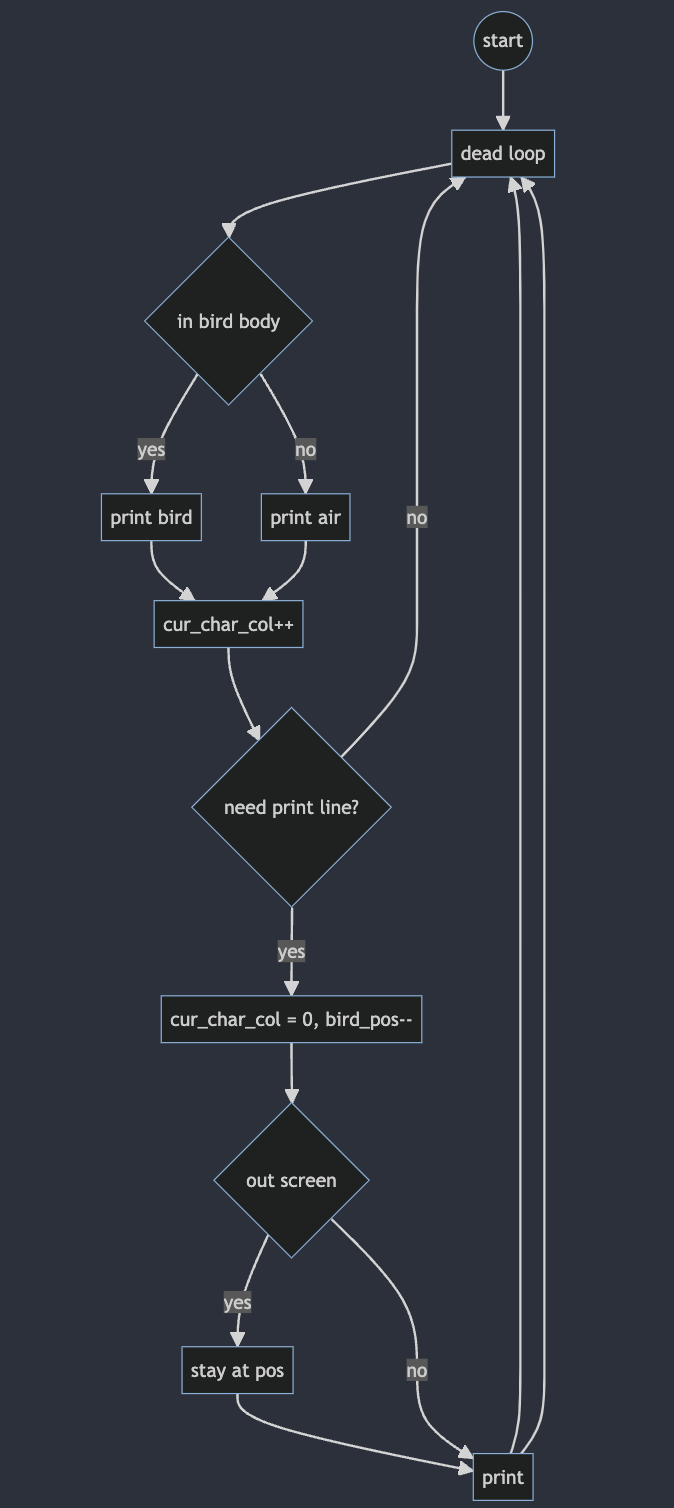 start
dead loop
in bird body
yes
no
print bird
print air
no
cur_char_col++
need print line?
yes
cur_char_col = 0, bird_pos--
out screen
yes
stay at pos
no
print